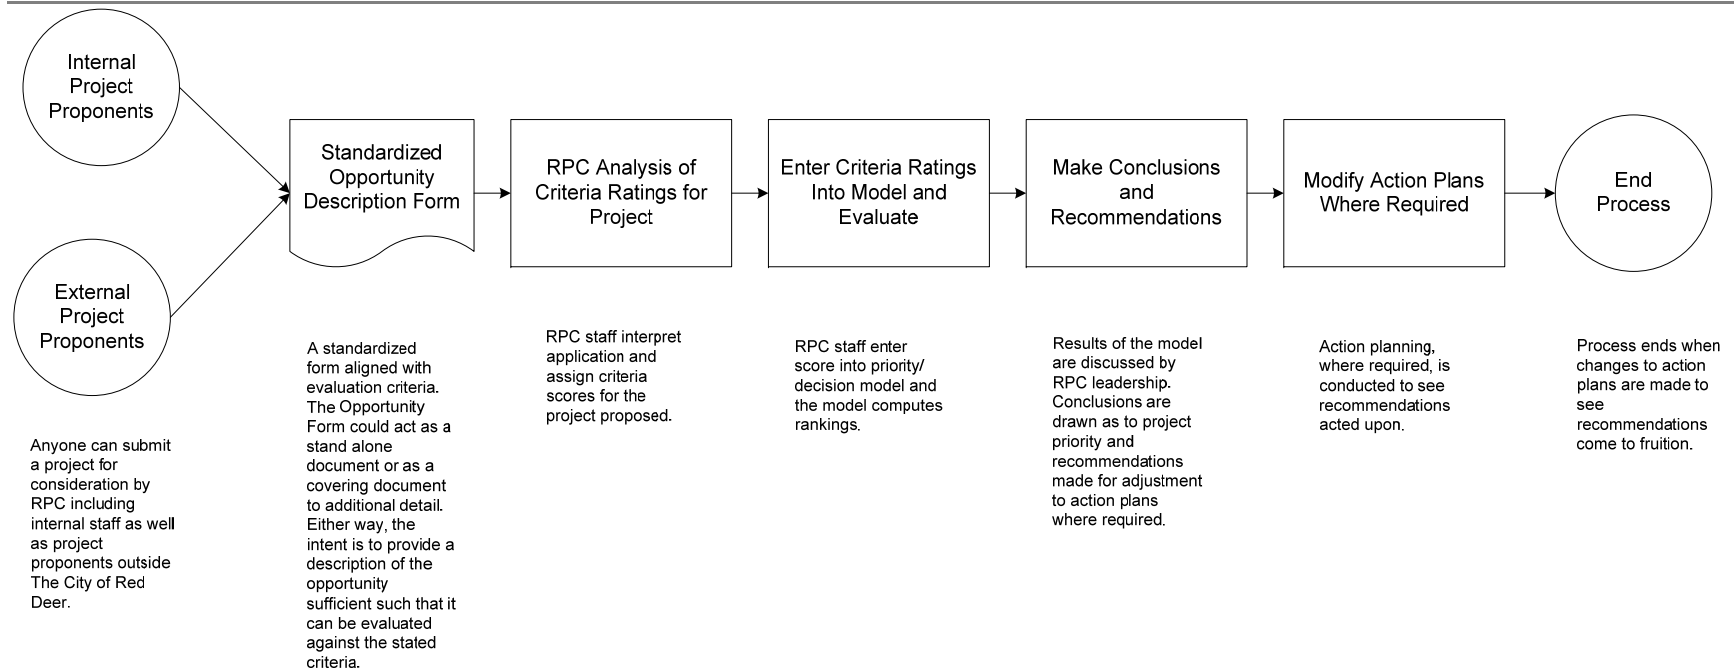 Internal
Project
Proponents
External
Project
Proponents
Standardized
Opportunity
Description Form
RPC Analysis of
Criteria Ratings for
Project
Enter Criteria Ratings
Into Model and
Evaluate
Make Conclusions
and
Recommendations
Modify Action Plans
Where Required
End
Process
Anyone can submit
a project for
consideration by
RPC including
internal staff as well
as project
proponents outside
The City of Red
Deer.
A standardized
form aligned with
evaluation criteria.
The Opportunity
Form could act as a
stand alone
document or as a
covering document
to additional detail.
Either way, the
intent is to provide a
description of the
opportunity
sufficient such that it
can be evaluated
against the stated
criteria.
RPC staff interpret
application and
assign criteria
scores for the
project proposed.
RPC staff enter
score into priority/
decision model and
the model computes
rankings.
Results of the model
are discussed by
RPC leadership.
Conclusions are
drawn as to project
priority and
recommendations
made for adjustment
to action plans
where required.
Action planning,
where required, is
conducted to see
recommendations
acted upon.
Process ends when
changes to action
plans are made to
see
recommendations
come to fruition.